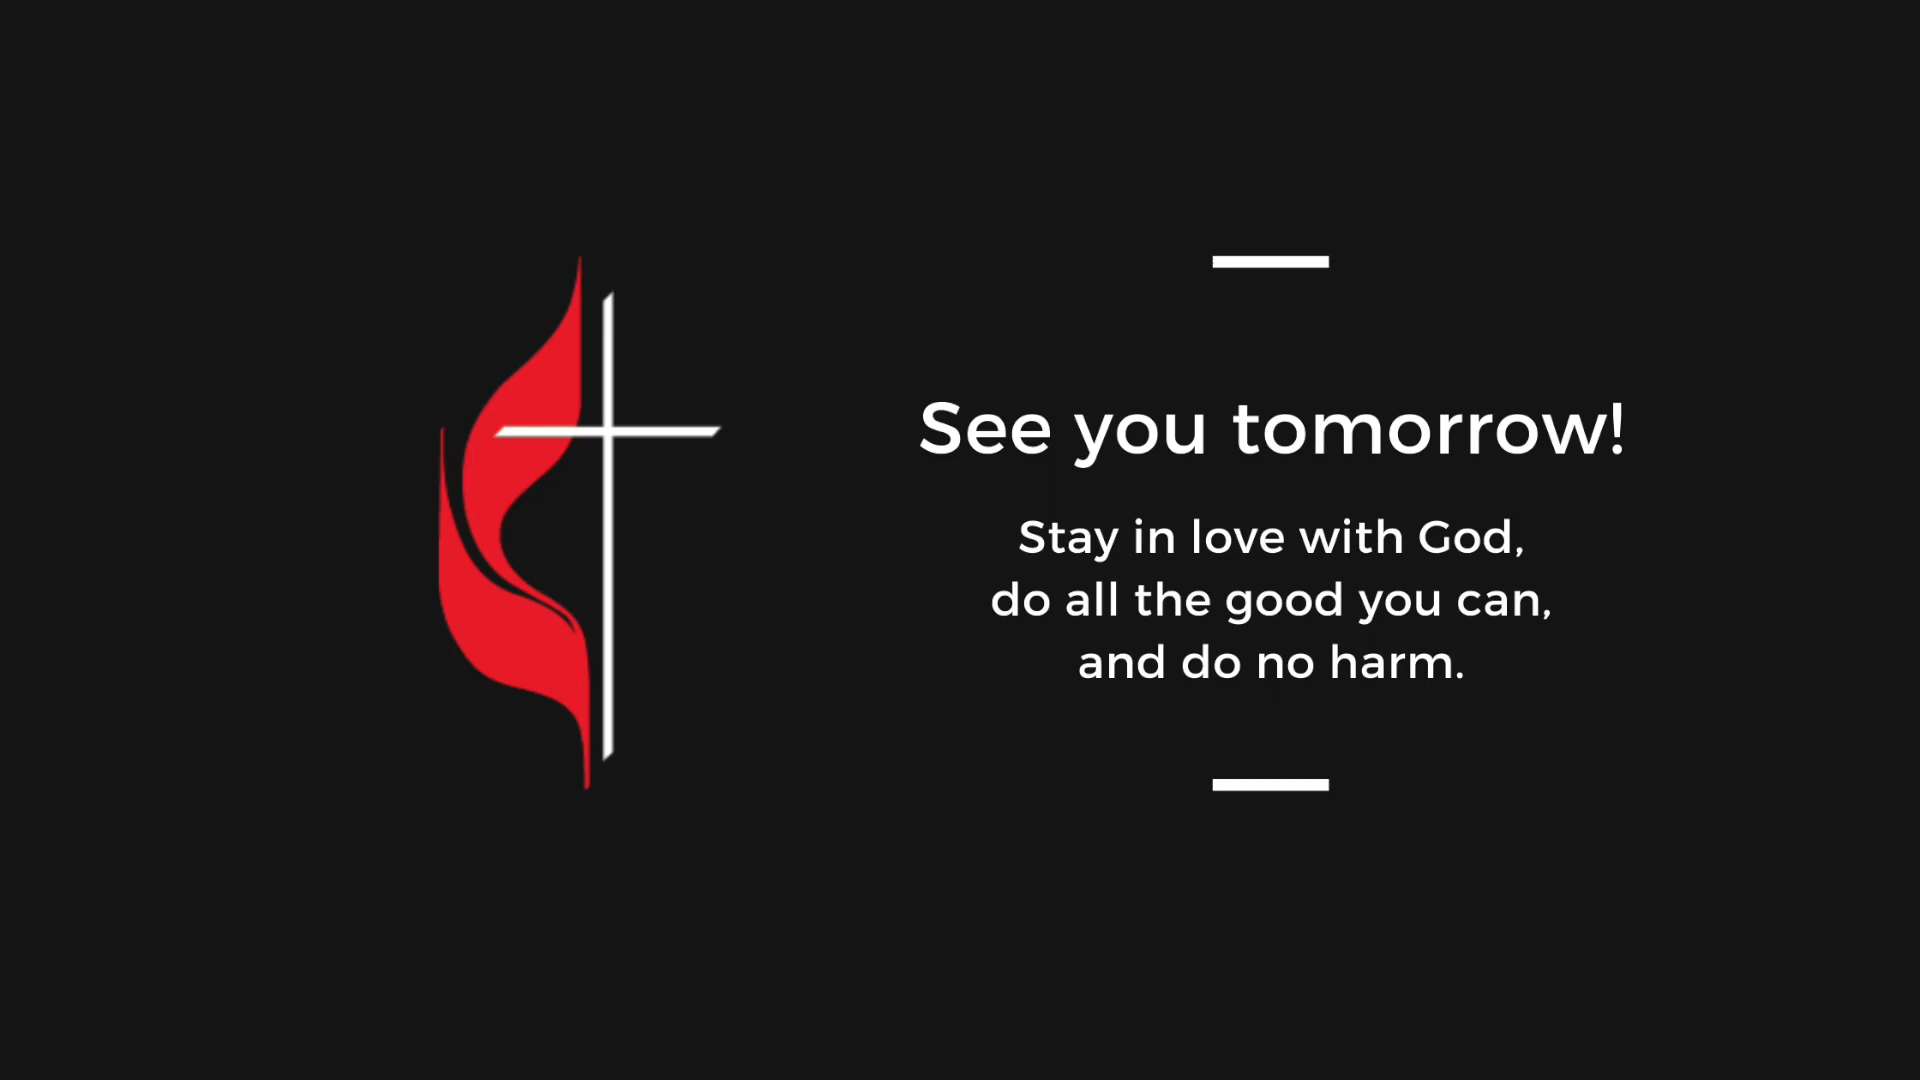 See you tomorrow!
Stay in love with God,
do all the good you can,
and do no harm.